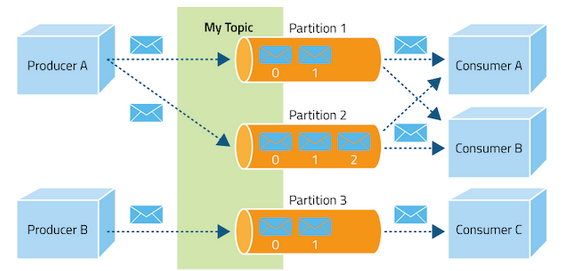 My Topic
Partition 1
Producer A
0 1
Consumer A
Partition 2
0 1 2
Consumer B
Partition 3
Producer B
0 1
Consumer C